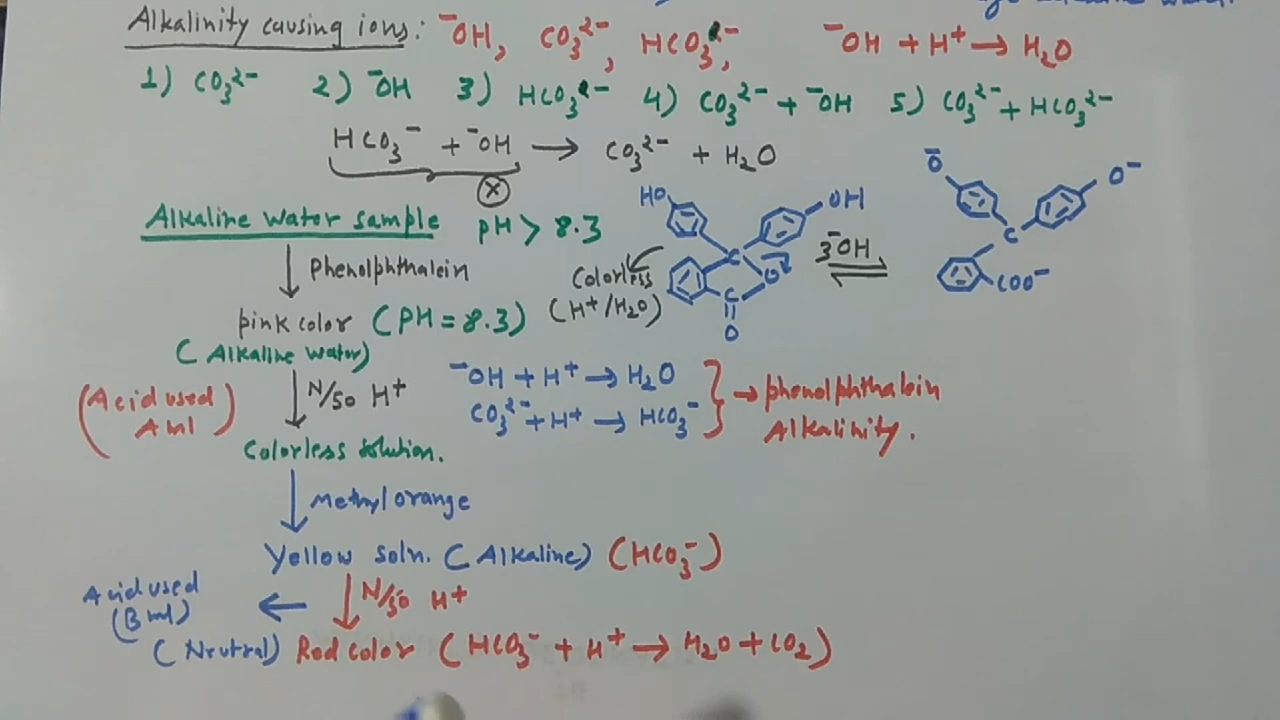 Alkalinity causing ions: ⁻OH, CO₃²⁻, HCO₃²⁻, ⁻OH + H⁺ → H₂O
1) CO₃²⁻ 2) ⁻OH 3) HCO₃⁻ 4) CO₃²⁻ + ⁻OH 5) CO₃²⁻ + HCO₃²⁻
HCO₃⁻ + ⁻OH → CO₃²⁻ + H₂O
ⓧ
Alkaline water sample pH > 8.3
↓ Phenolphthalein
pink color (PH = 8.3)
(Alkaline water)
Colorless
(H⁺/H₂O)
HO OH
C O
C
O
3⁻OH ⇌
⁻O O⁻
C
COO⁻
(Acid used A ml)
↓ N/50 H⁺
⁻OH + H⁺ → H₂O
CO₃²⁻ + H⁺ → HCO₃⁻
} → phenolphthalein
Alkalinity.
Colorless solution.
↓ Methyl orange
Yellow soln. (Alkaline) (HCO₃⁻)
Acid used
(B ml)
← ↓ N/50 H⁺
(Neutral) Red color (HCO₃⁻ + H⁺ → H₂O + CO₂)